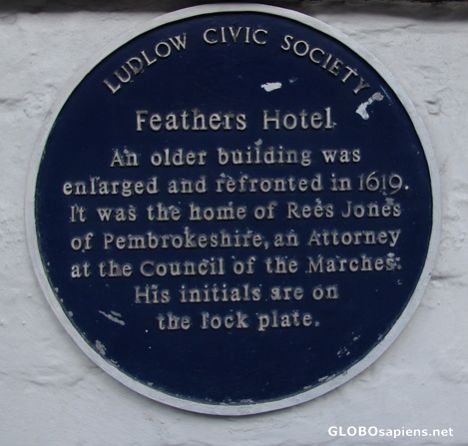 LUDLOW CIVIC SOCIETY
Feathers Hotel
An older building was
enlarged and refronted in 1619.
It was the home of Rees Jones
of Pembrokeshire, an Attorney
at the Council of the Marches.
His initials are on
the lock plate.
GLOBOsapiens.net